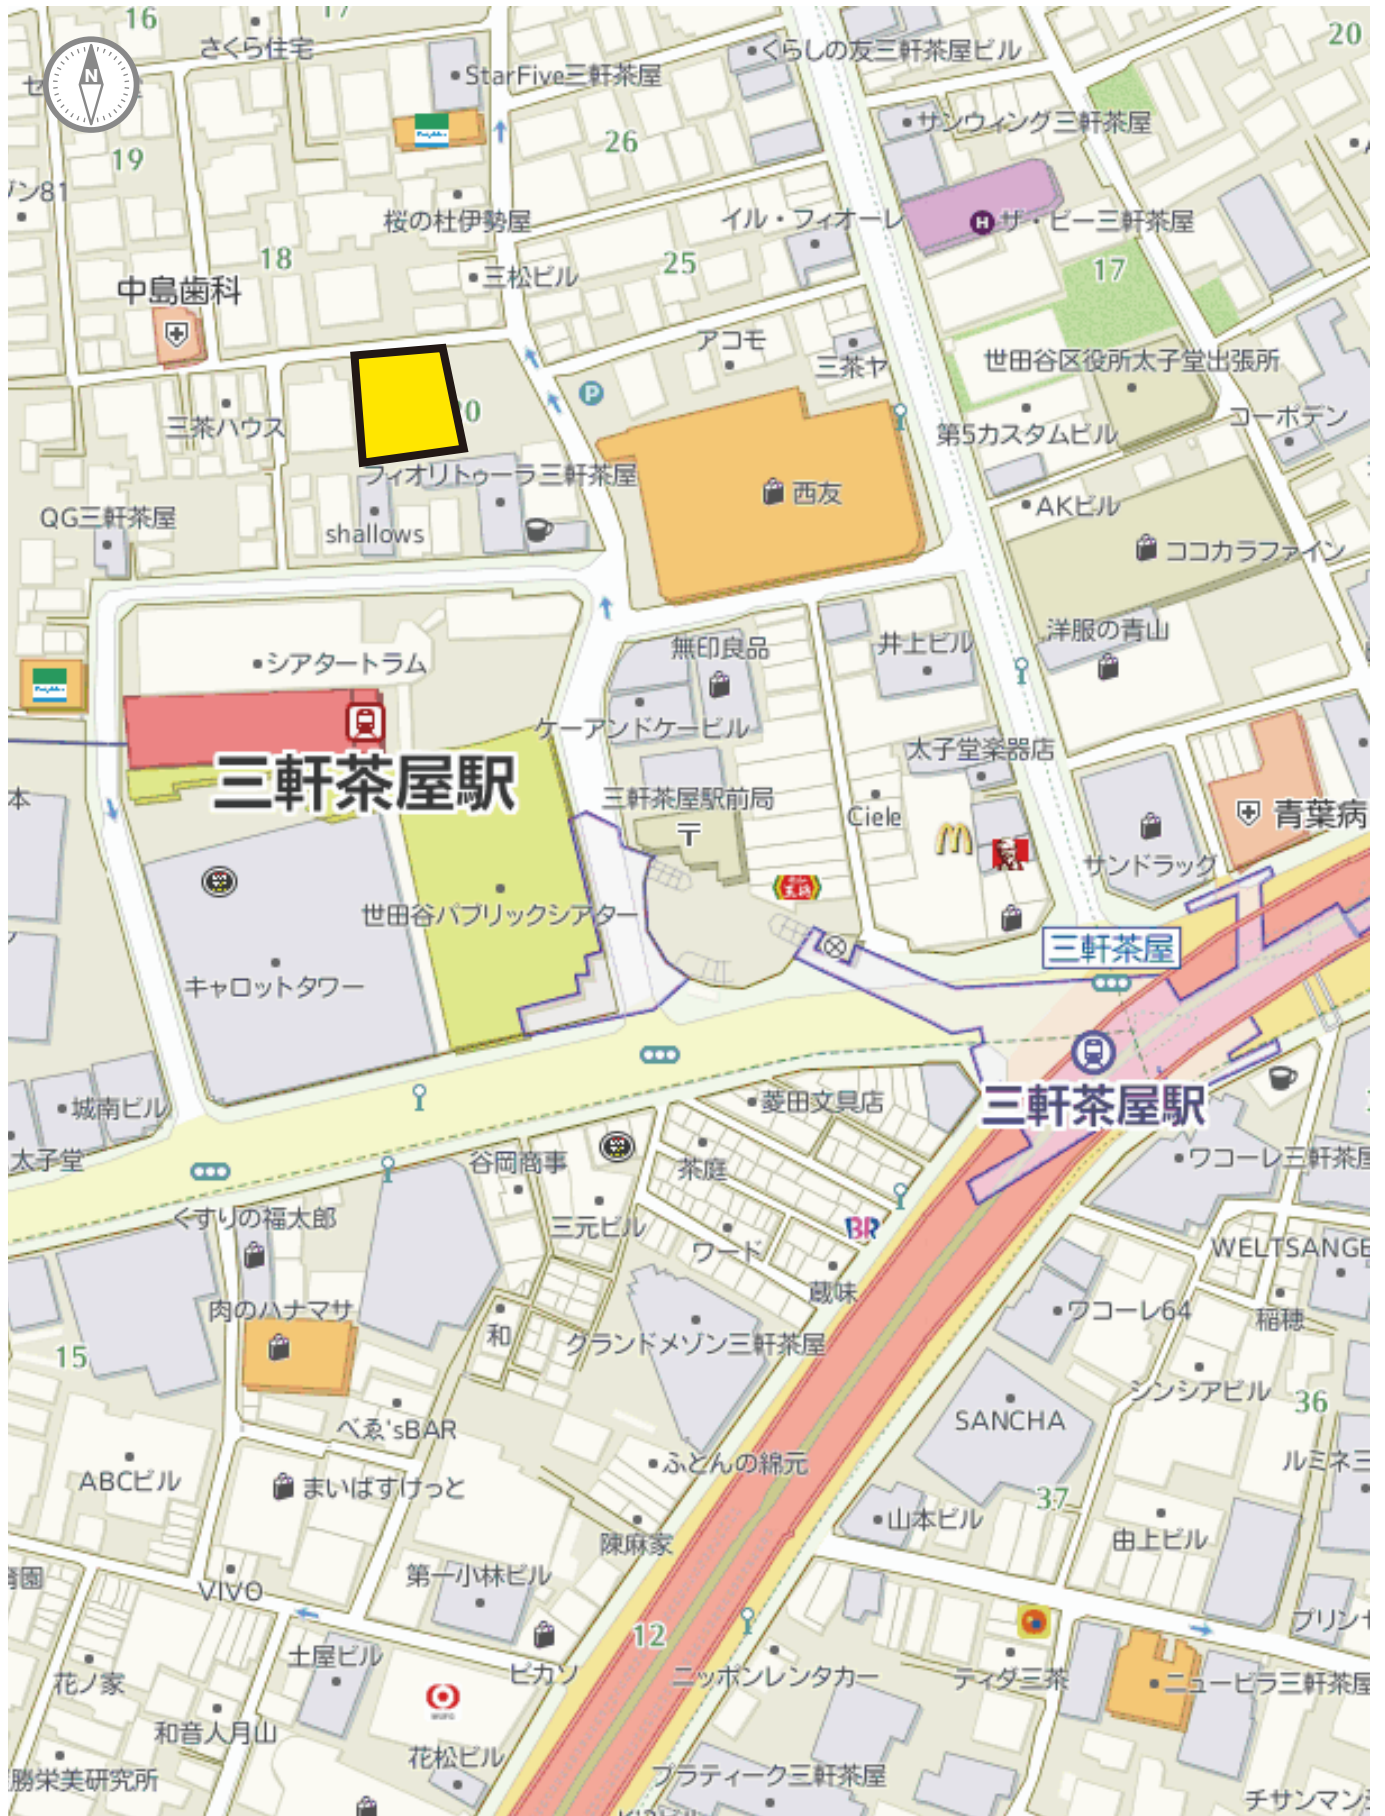 16
17
20
さくら住宅
N
StarFive三軒茶屋
くらしの友三軒茶屋ビル
サンウィング三軒茶屋
26
19
桜の杜伊勢屋
イル・フィオーレ
H
ザ・ビー三軒茶屋
18
25
17
三松ビル
中島歯科
アコモ
三茶ヤ
世田谷区役所太子堂出張所
P
三茶ハウス
コーポデン
第5カスタムビル
フィオリトゥーラ三軒茶屋
西友
AKビル
QG三軒茶屋
shallows
ココカラファイン
無印良品
井上ビル
洋服の青山
シアタートラム
ケーアンドケービル
太子堂楽器店
三軒茶屋駅
三軒茶屋駅前局
Ciele
青葉病
サンドラッグ
世田谷パブリックシアター
三軒茶屋
キャロットタワー
三軒茶屋駅
城南ビル
菱田文具店
太子堂
谷岡商事
茶庭
ワコーレ三軒茶屋
くすりの福太郎
三元ビル
BR
ワード
WELTSANGE
蔵味
肉のハナマサ
和
ワコーレ64
稲穂
15
グランドメゾン三軒茶屋
シンシアビル
36
べゑ'sBAR
SANCHA
ABCビル
まいばすけっと
ふとんの綿元
ルミネ三
37
山本ビル
陳麻家
由上ビル
VIVO
第一小林ビル
12
プリンセ
土屋ビル
ピカソ
ニッポンレンタカー
ティダ三茶
ニュービラ三軒茶屋
花ノ家
和音人月山
花松ビル
勝栄美研究所
プラティーク三軒茶屋
チサンマン